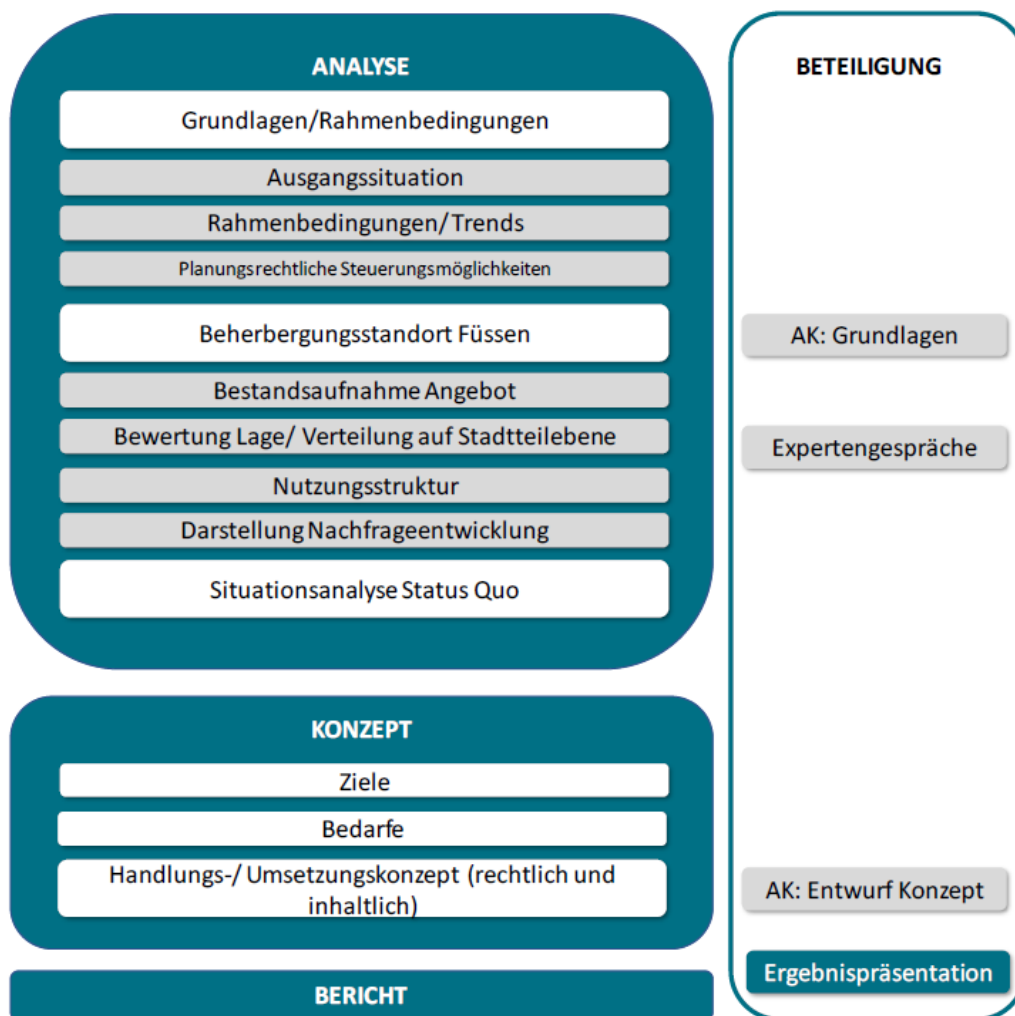 ANALYSE
Grundlagen/Rahmenbedingungen
Ausgangssituation
Rahmenbedingungen/ Trends
Planungsrechtliche Steuerungsmöglichkeiten
Beherbergungsstandort Füssen
Bestandsaufnahme Angebot
Bewertung Lage/ Verteilung auf Stadtteilebene
Nutzungsstruktur
Darstellung Nachfrageentwicklung
Situationsanalyse Status Quo
KONZEPT
Ziele
Bedarfe
Handlungs-/ Umsetzungskonzept (rechtlich und
inhaltlich)
BERICHT
BETEILIGUNG
AK: Grundlagen
Expertengespräche
AK: Entwurf Konzept
Ergebnispräsentation